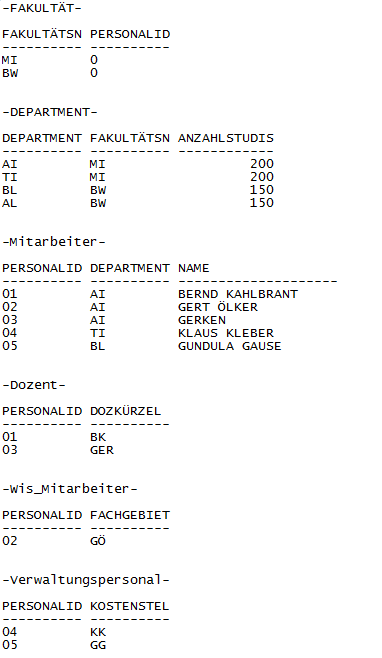 -FAKULTÄT-
FAKULTÄTSN PERSONALID
---------- ----------
MI         0
BW         0
-DEPARTMENT-
DEPARTMENT FAKULTÄTSN ANZAHLSTUDIS
---------- ---------- ------------
AI         MI                  200
TI         MI                  200
BL         BW                  150
AL         BW                  150
-Mitarbeiter-
PERSONALID DEPARTMENT NAME
---------- ---------- --------------------
01         AI         BERND KAHLBRANT
02         AI         GERT ÖLKER
03         AI         GERKEN
04         TI         KLAUS KLEBER
05         BL         GUNDULA GAUSE
-Dozent-
PERSONALID DOZKÜRZEL
---------- ----------
01         BK
03         GER
-Wis_Mitarbeiter-
PERSONALID FACHGEBIET
---------- ----------
02         GÖ
-Verwaltungspersonal-
PERSONALID KOSTENSTEL
---------- ----------
04         KK
05         GG